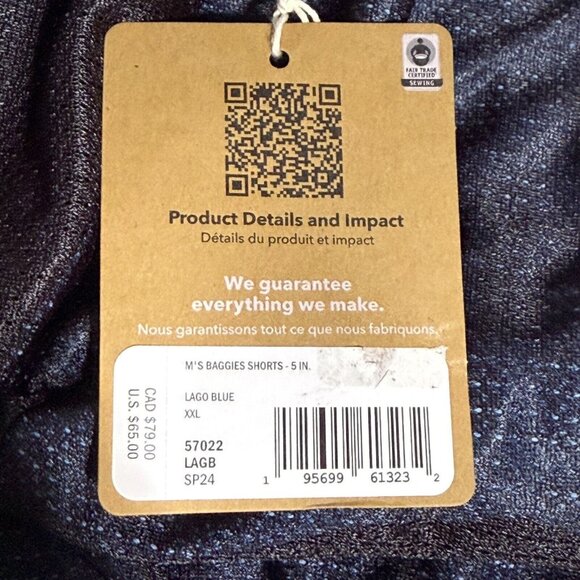 FAIR TRADE
CERTIFIED
SEWING
Product Details and Impact
Détails du produit et impact
We guarantee
everything we make.
Nous garantissons tout ce que nous fabriquons.
M'S BAGGIES SHORTS - 5 IN.
LAGO BLUE
XXL
57022
LAGB
SP24
CAD $79.00
U.S. $65.00
1 95699 61323 2